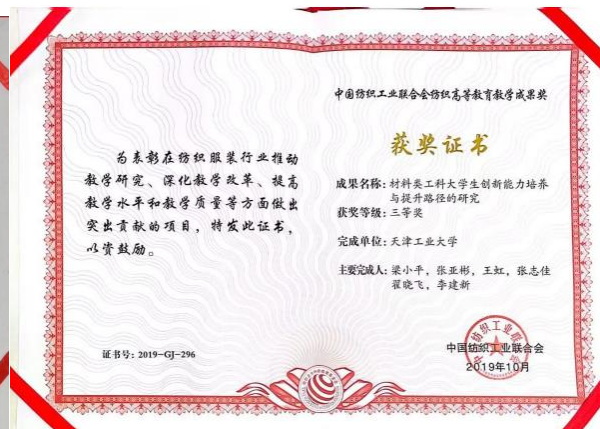 为表彰在纺织服装行业推动
教学研究、深化教学改革、提高
教学水平和教学质量等方面做出
突出贡献的项目，特发此证书，
以资鼓励。
证书号：2019-GJ-296
中国纺织工业联合会纺织高等教育教学成果奖
获奖证书
成果名称：材料类工科大学生创新能力培养
与提升路径的研究
获奖等级：三等奖
完成单位：天津工业大学
主要完成人：梁小平，张亚彬，王虹，张志佳
翟晓飞，李建新
中国纺织工业联合会
2019年10月